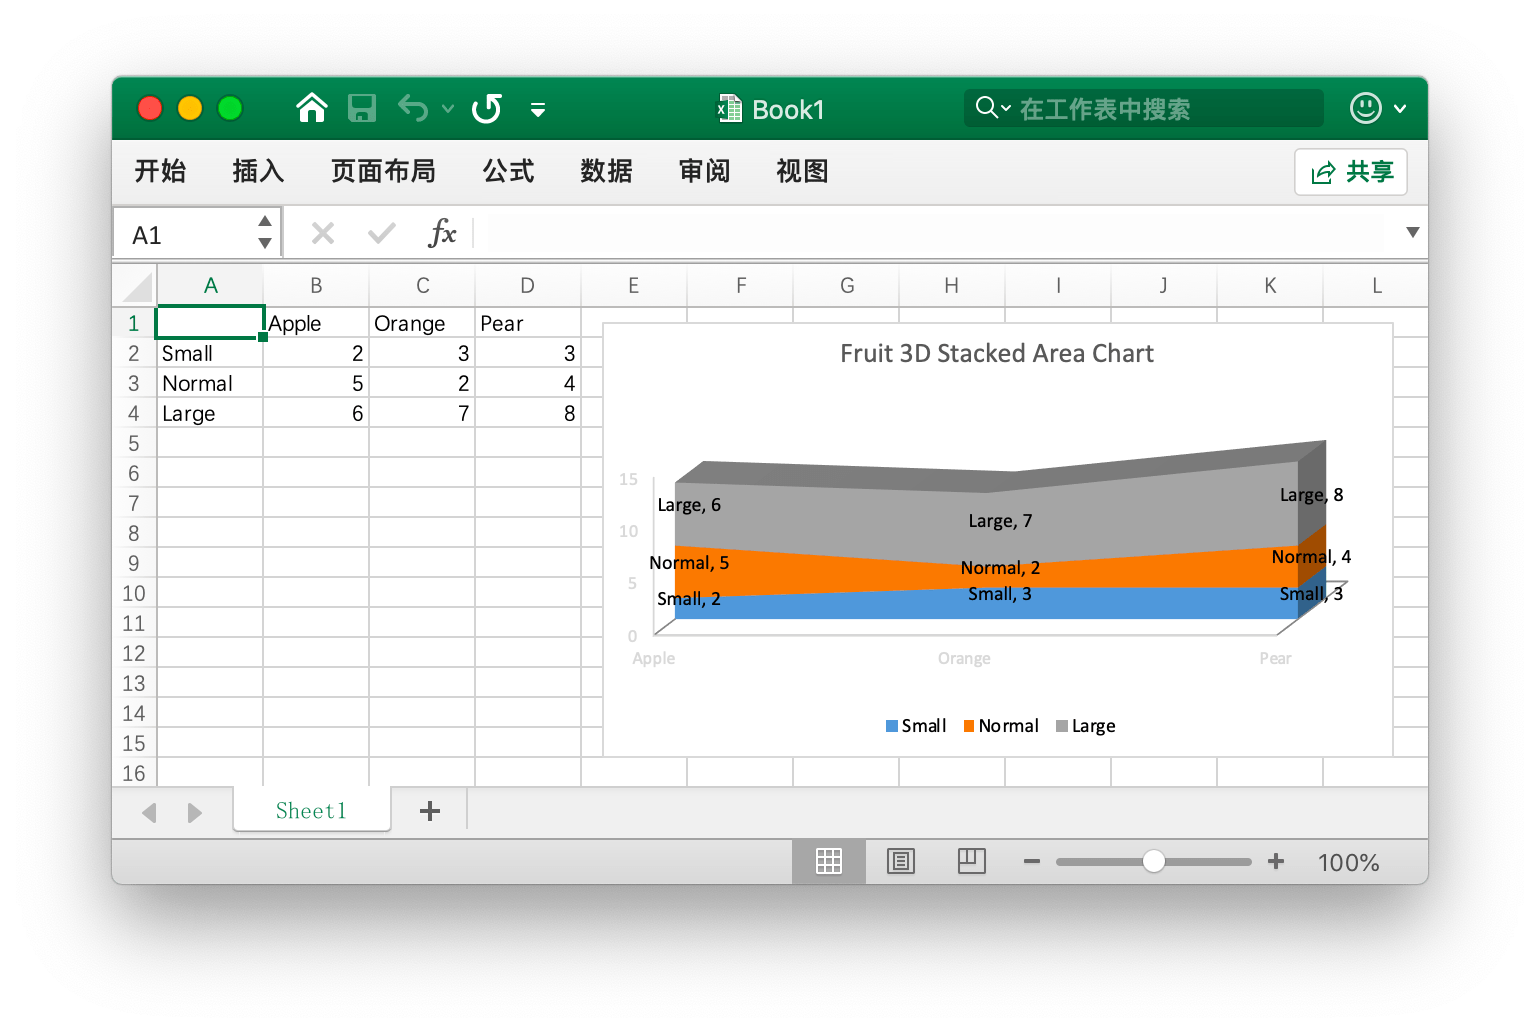 Book1
在工作表中搜索
开始 插入 页面布局 公式 数据 审阅 视图 共享
A1 fx
A B C D E F G H I J K L
1 Apple Orange Pear
2 Small 2 3 3
3 Normal 5 2 4
4 Large 6 7 8
5
6
7
8
9
10
11
12
13
14
15
16
Fruit 3D Stacked Area Chart
15
10
5
0
Large, 6 Large, 7 Large, 8
Normal, 5 Normal, 2 Normal, 4
Small, 2 Small, 3 Small, 3
Apple Orange Pear
Small Normal Large
Sheet1
100%